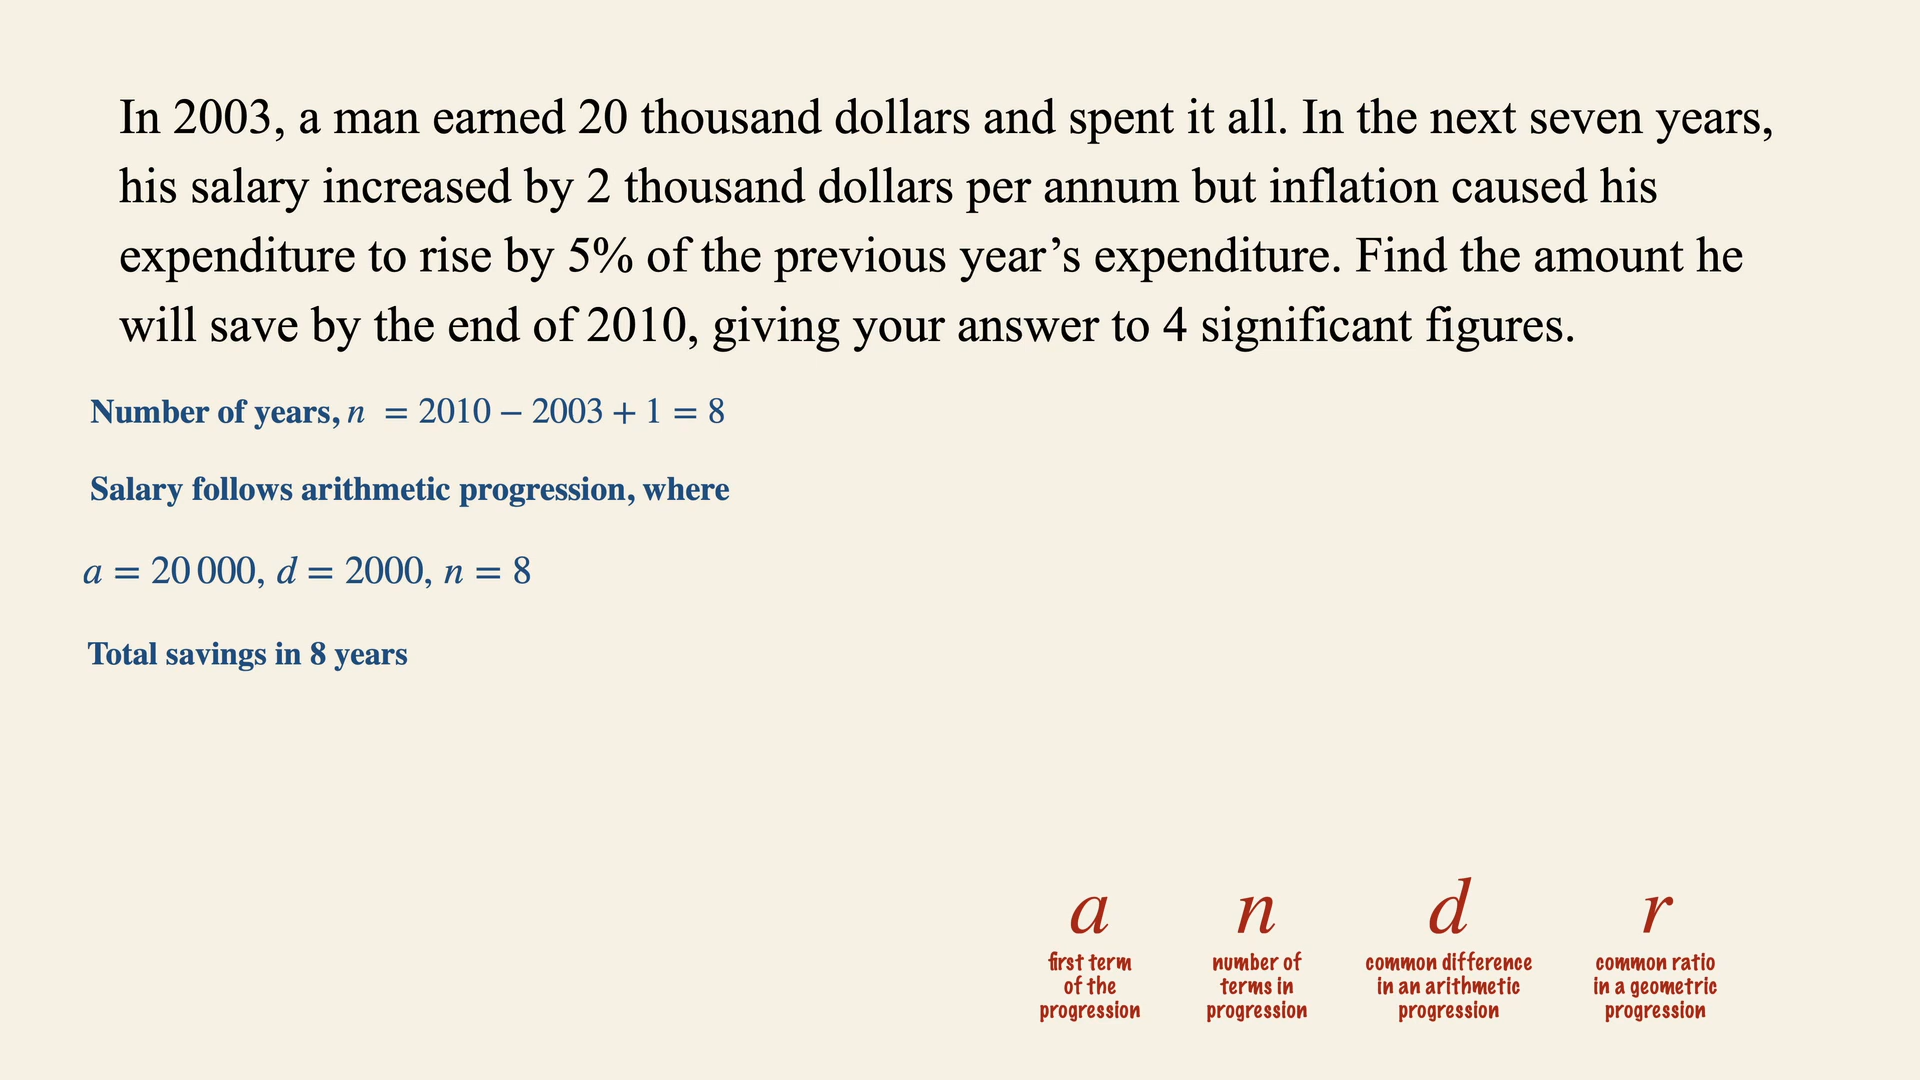 In 2003, a man earned 20 thousand dollars and spent it all. In the next seven years,
his salary increased by 2 thousand dollars per annum but inflation caused his
expenditure to rise by 5% of the previous year’s expenditure. Find the amount he
will save by the end of 2010, giving your answer to 4 significant figures.
Number of years, n = 2010 − 2003 + 1 = 8
Salary follows arithmetic progression, where
a = 20 000, d = 2000, n = 8
Total savings in 8 years
a
first term
of the
progression
n
number of
terms in
progression
d
common difference
in an arithmetic
progression
r
common ratio
in a geometric
progression